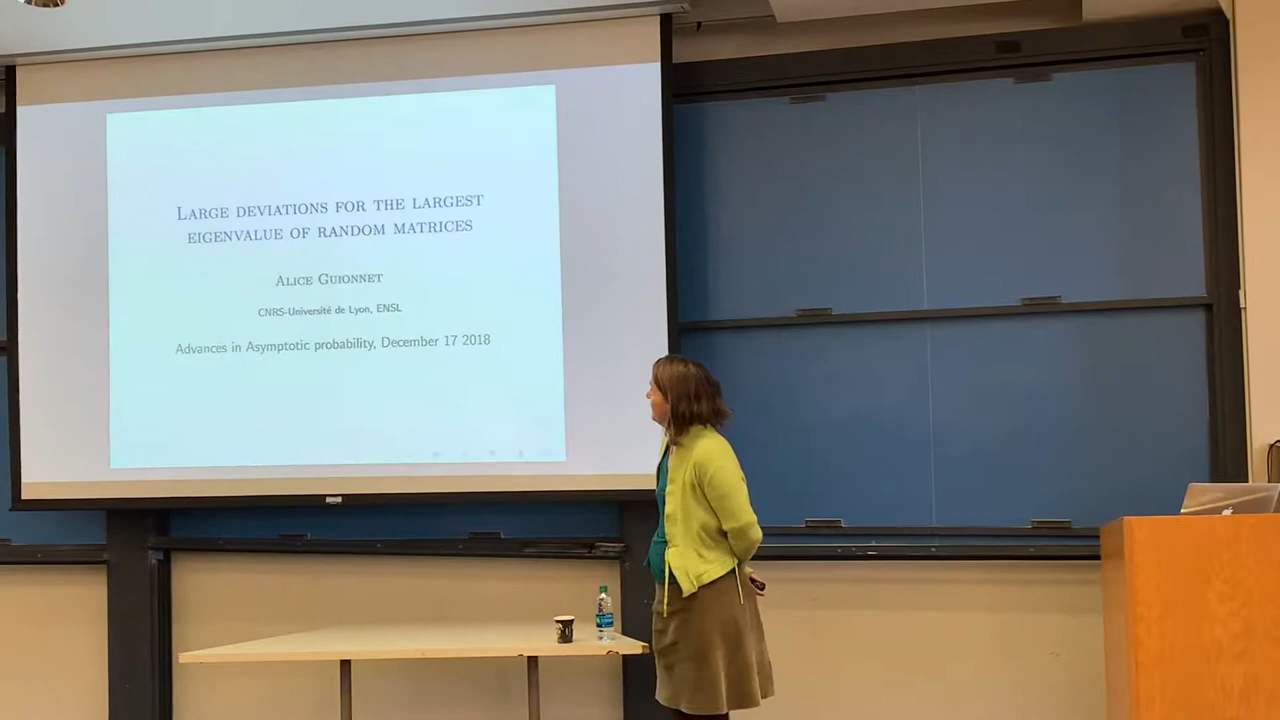 LARGE DEVIATIONS FOR THE LARGEST
EIGENVALUE OF RANDOM MATRICES
ALICE GUIONNET
CNRS-Université de Lyon, ENSL
Advances in Asymptotic probability, December 17 2018